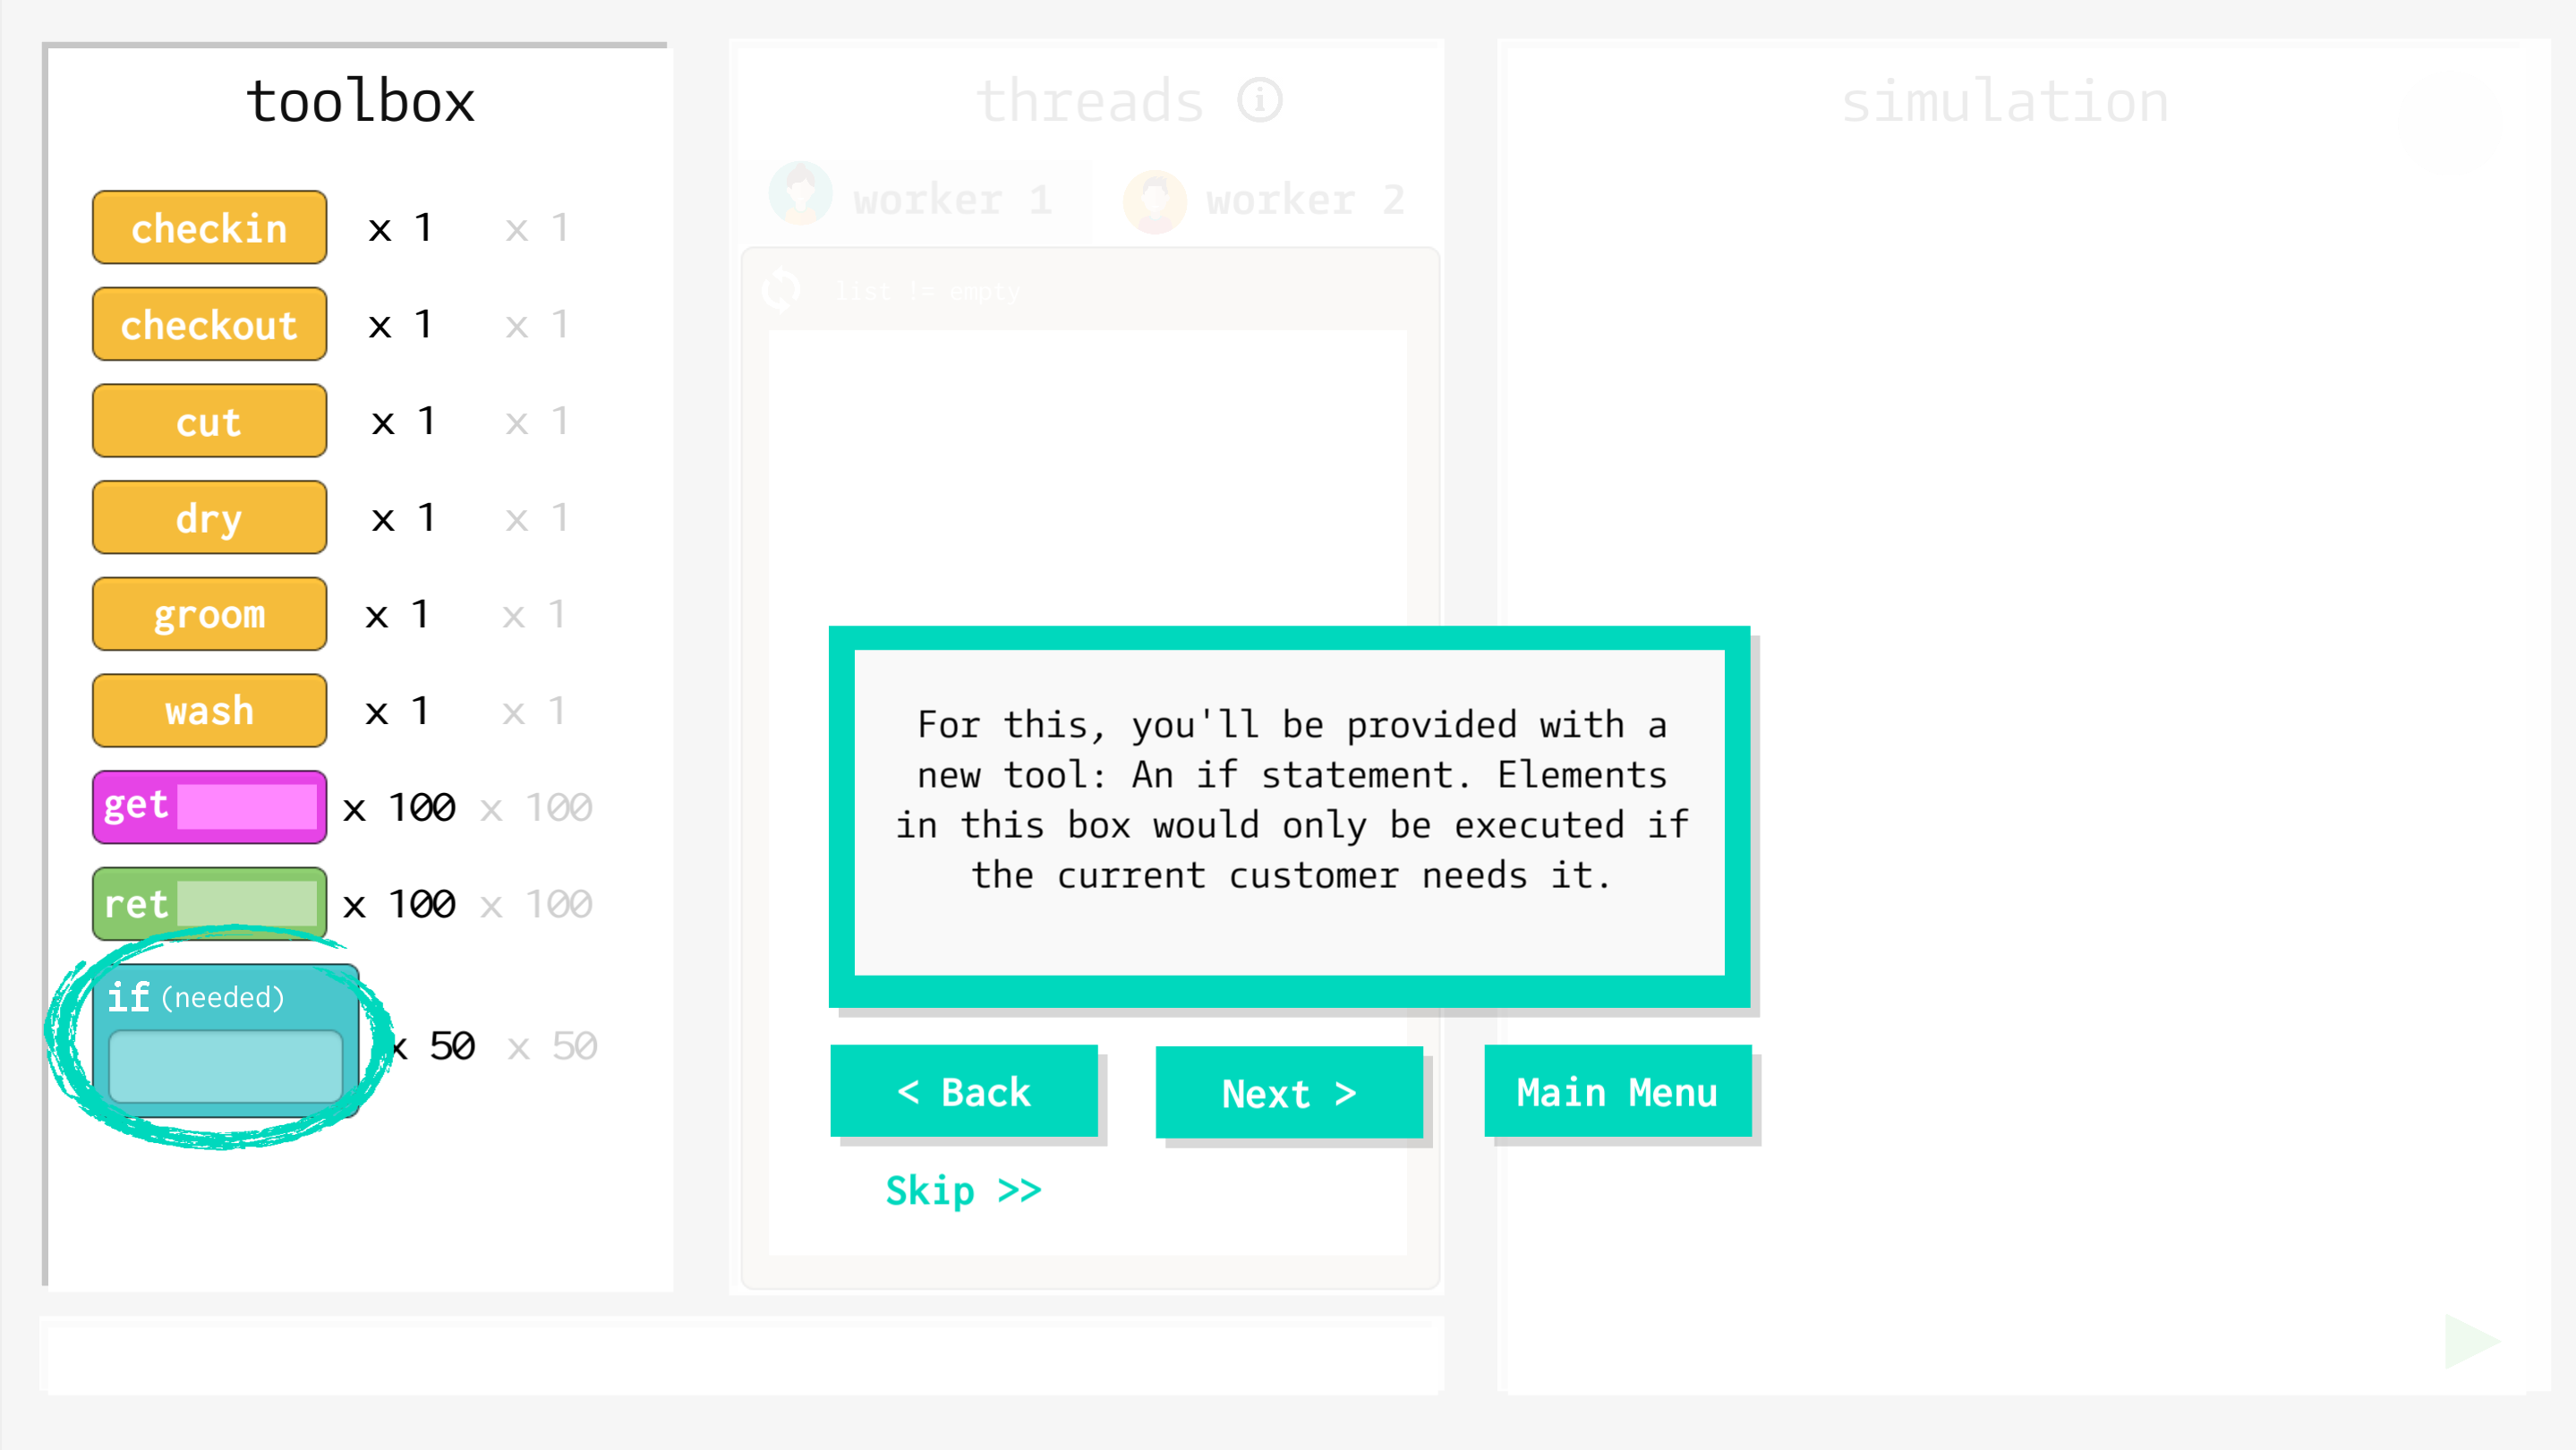 toolbox
checkin x 1 x 1
checkout x 1 x 1
cut x 1 x 1
dry x 1 x 1
groom x 1 x 1
wash x 1 x 1
get x 100 x 100
ret x 100 x 100
if (needed)
x 50 x 50
threads i
worker 1 worker 2
list != empty
simulation
For this, you'll be provided with a
new tool: An if statement. Elements
in this box would only be executed if
the current customer needs it.
< Back Next > Main Menu
Skip >>